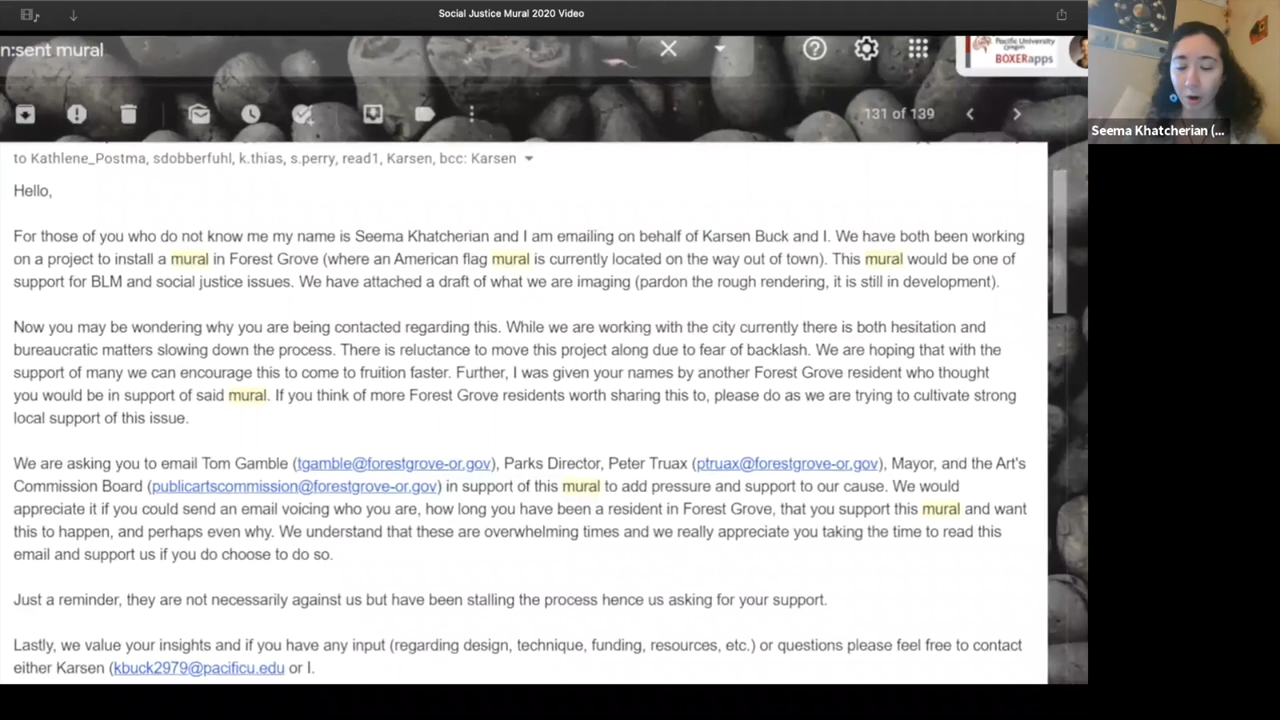 Social Justice Mural 2020 Video
n:sent mural
Pacific University
Oregon
BOXERapps
131 of 139
Seema Khatcherian (...
to Kathlene_Postma, sdobberfuhl, k.thias, s.perry, read1, Karsen, bcc: Karsen
Hello,
For those of you who do not know me my name is Seema Khatcherian and I am emailing on behalf of Karsen Buck and I. We have both been working
on a project to install a mural in Forest Grove (where an American flag mural is currently located on the way out of town). This mural would be one of
support for BLM and social justice issues. We have attached a draft of what we are imaging (pardon the rough rendering, it is still in development).
Now you may be wondering why you are being contacted regarding this. While we are working with the city currently there is both hesitation and
bureaucratic matters slowing down the process. There is reluctance to move this project along due to fear of backlash. We are hoping that with the
support of many we can encourage this to come to fruition faster. Further, I was given your names by another Forest Grove resident who thought
you would be in support of said mural. If you think of more Forest Grove residents worth sharing this to, please do as we are trying to cultivate strong
local support of this issue.
We are asking you to email Tom Gamble (tgamble@forestgrove-or.gov), Parks Director, Peter Truax (ptruax@forestgrove-or.gov), Mayor, and the Art's
Commission Board (publicartscommission@forestgrove-or.gov) in support of this mural to add pressure and support to our cause. We would
appreciate it if you could send an email voicing who you are, how long you have been a resident in Forest Grove, that you support this mural and want
this to happen, and perhaps even why. We understand that these are overwhelming times and we really appreciate you taking the time to read this
email and support us if you do choose to do so.
Just a reminder, they are not necessarily against us but have been stalling the process hence us asking for your support.
Lastly, we value your insights and if you have any input (regarding design, technique, funding, resources, etc.) or questions please feel free to contact
either Karsen (kbuck2979@pacificu.edu or I.